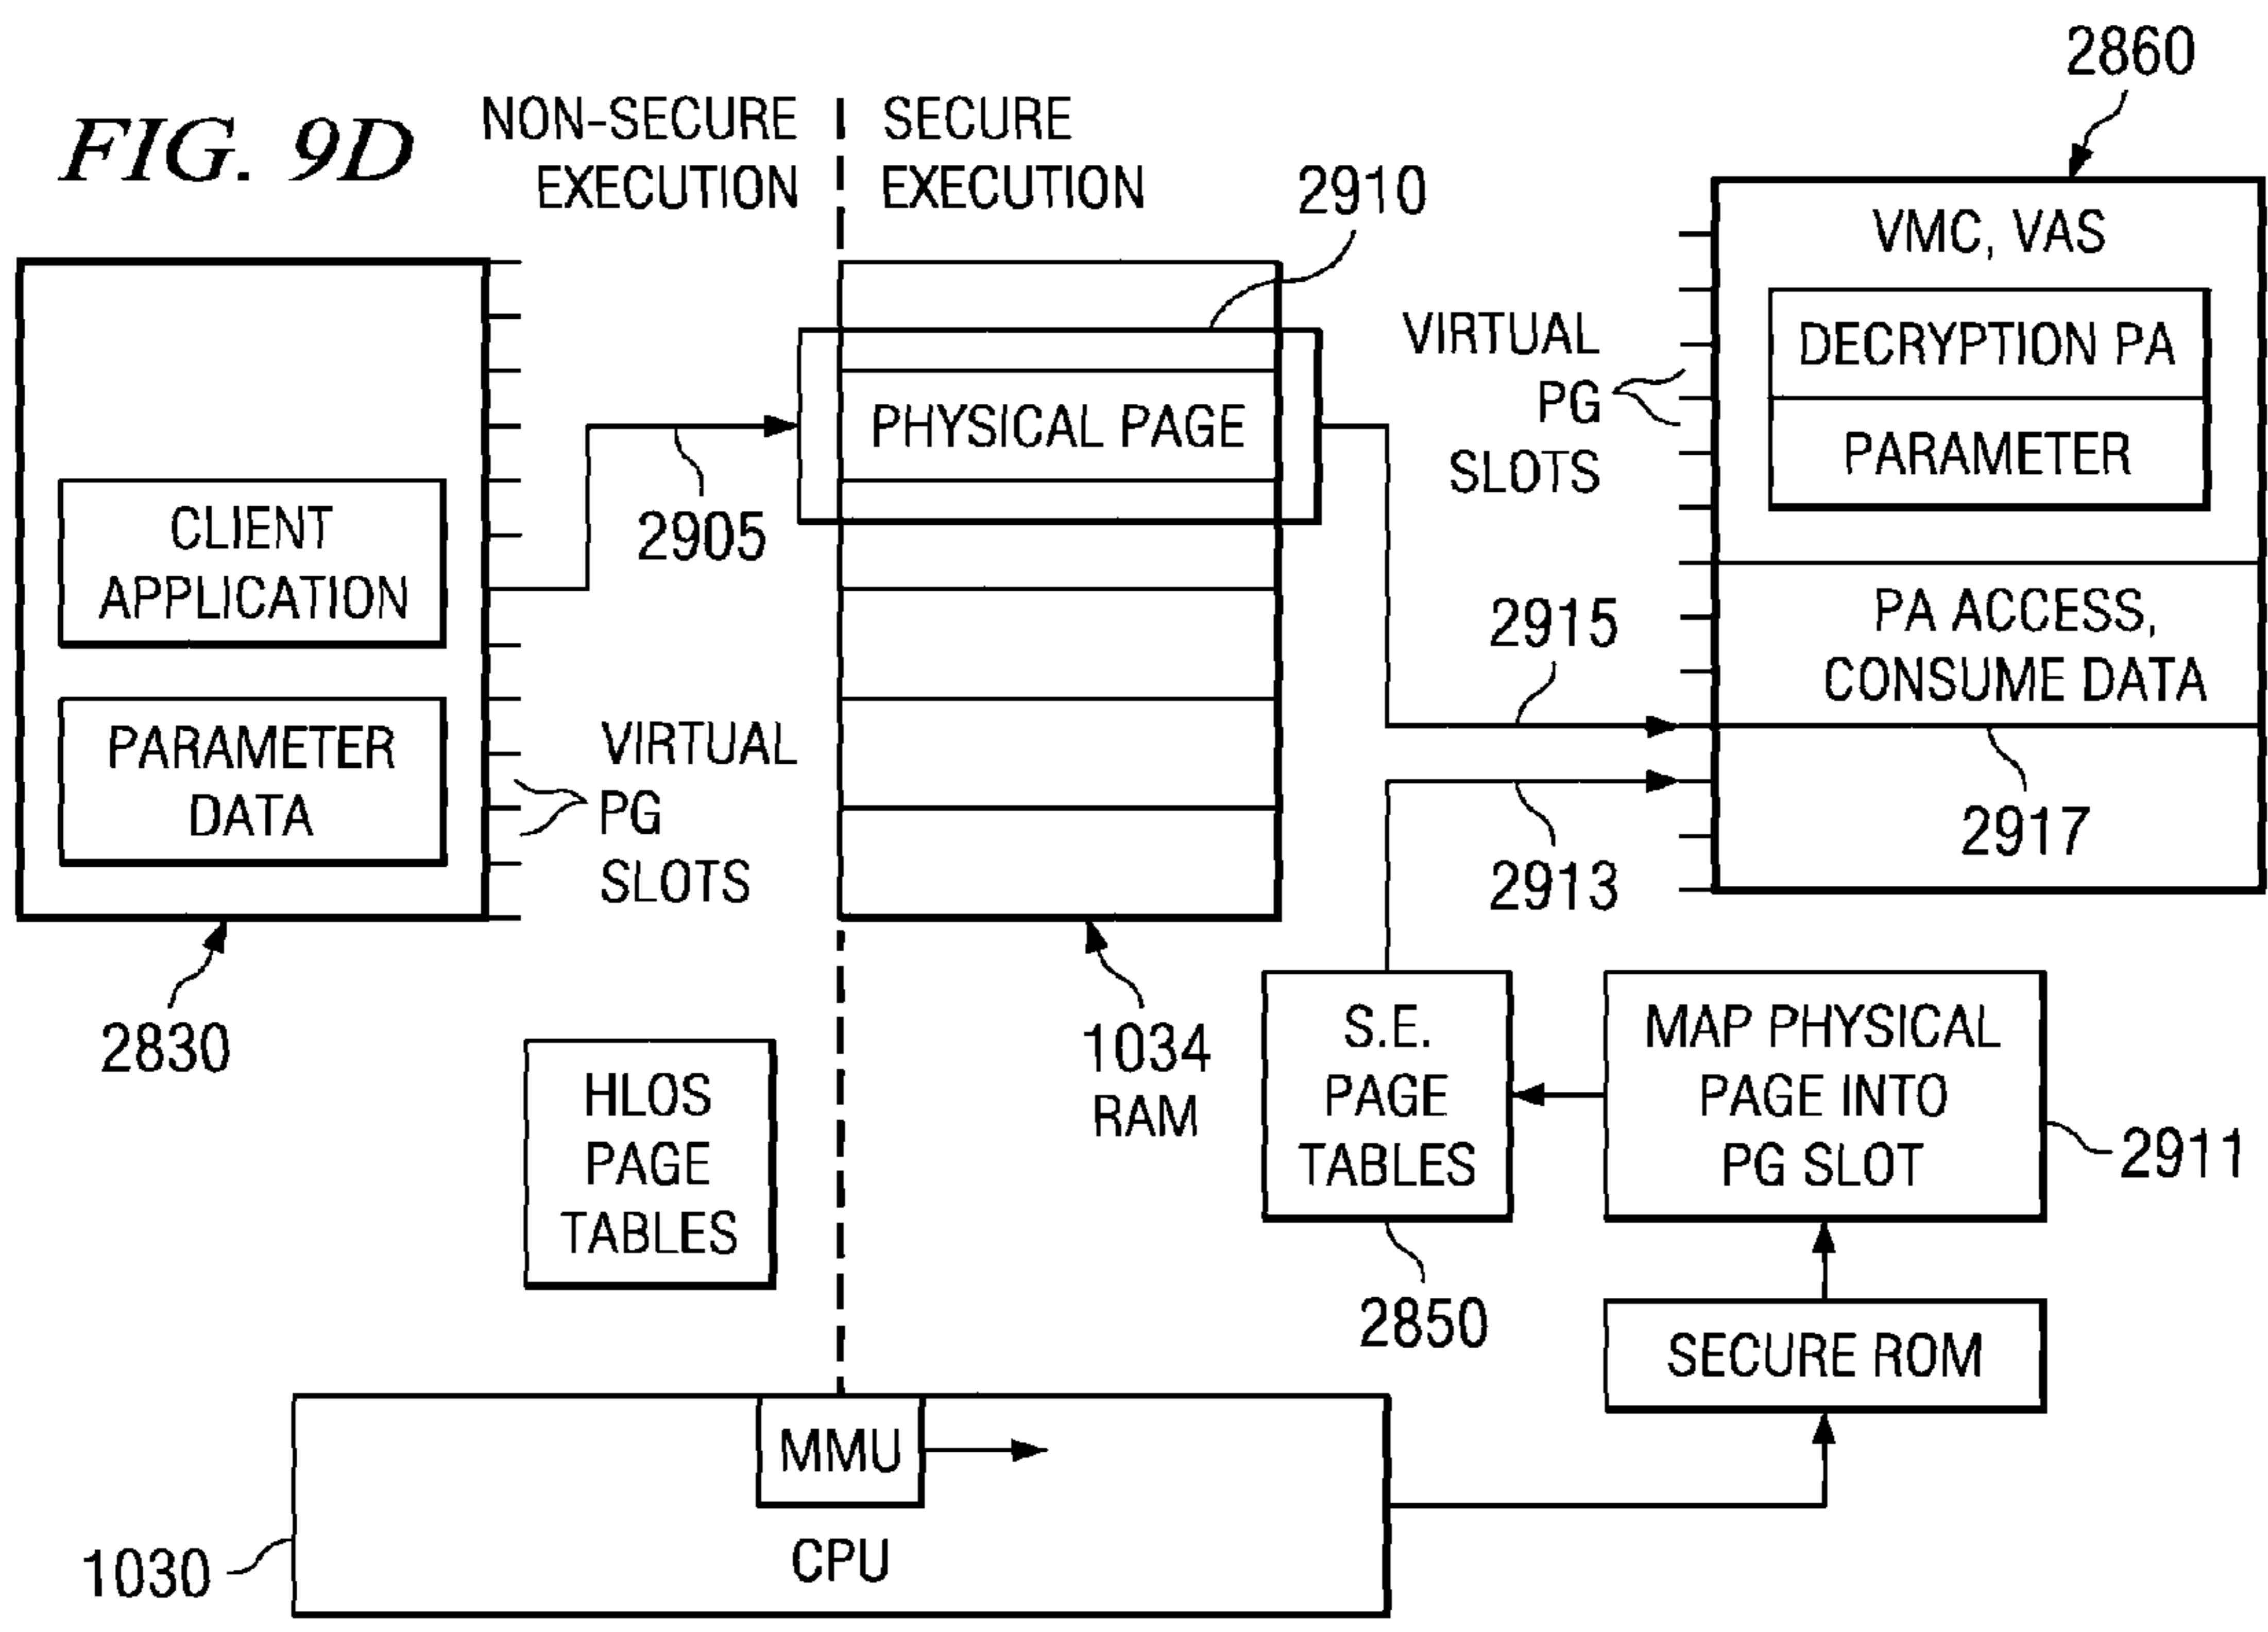 FIG. 9D
NON-SECURE
EXECUTION
SECURE
EXECUTION
2910
2860
VMC, VAS
DECRYPTION PA
PARAMETER
VIRTUAL
PG
SLOTS
PHYSICAL PAGE
2905
CLIENT
APPLICATION
PARAMETER
DATA
VIRTUAL
PG
SLOTS
2915
PA ACCESS,
CONSUME DATA
2917
2913
2830
1034
RAM
HLOS
PAGE
TABLES
S.E.
PAGE
TABLES
MAP PHYSICAL
PAGE INTO
PG SLOT
2911
2850
SECURE ROM
MMU
CPU
1030